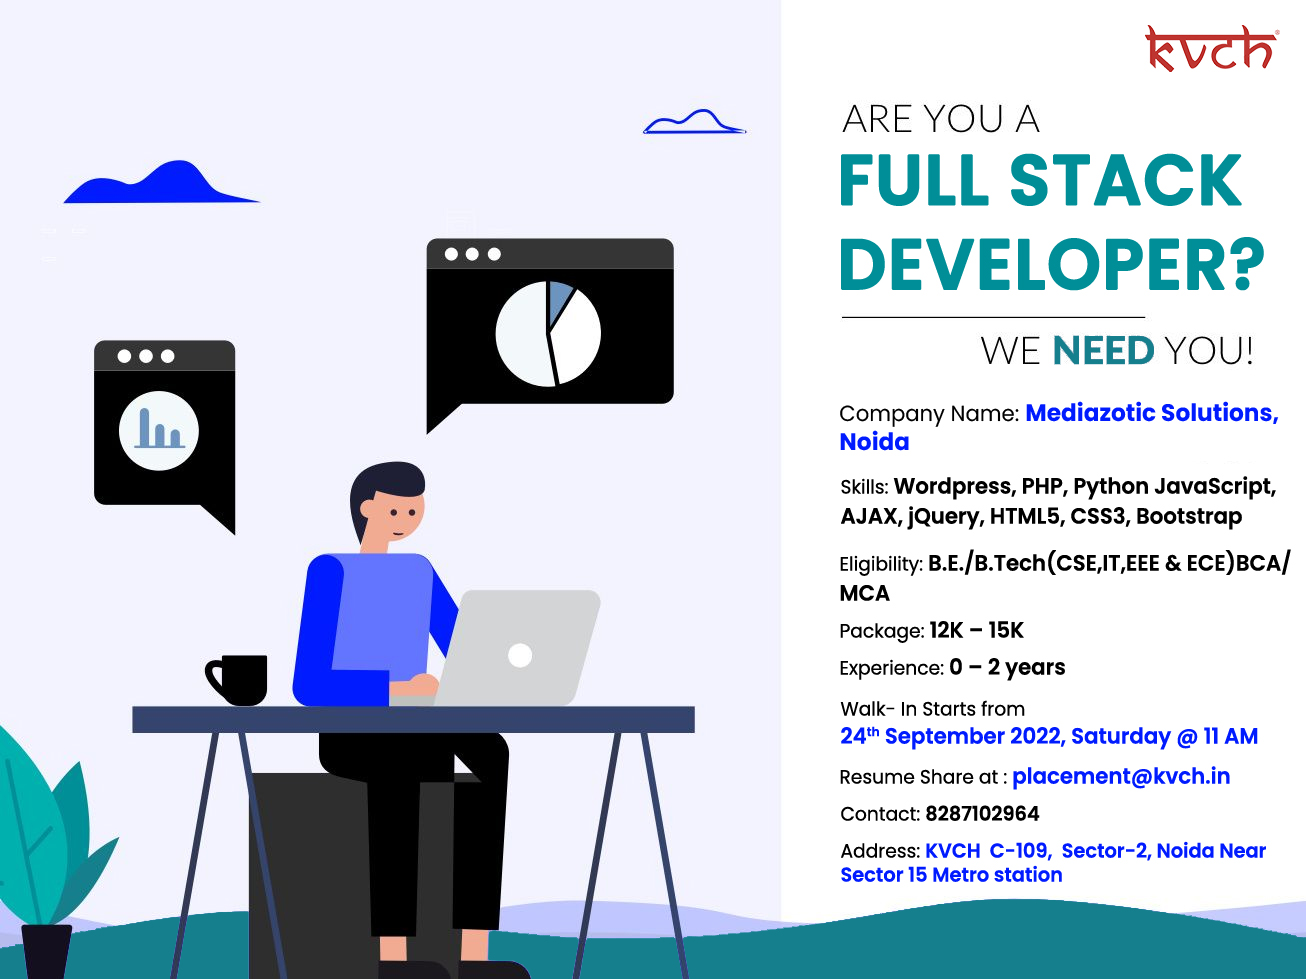 kvch®
ARE YOU A
FULL STACK
DEVELOPER?
WE NEED YOU!
Company Name: Mediazotic Solutions,
Noida
Skills: Wordpress, PHP, Python JavaScript,
AJAX, jQuery, HTML5, CSS3, Bootstrap
Eligibility: B.E./B.Tech(CSE,IT,EEE & ECE)BCA/
MCA
Package: 12K – 15K
Experience: 0 – 2 years
Walk- In Starts from
24th September 2022, Saturday @ 11 AM
Resume Share at : placement@kvch.in
Contact: 8287102964
Address: KVCH C-109, Sector-2, Noida Near
Sector 15 Metro station